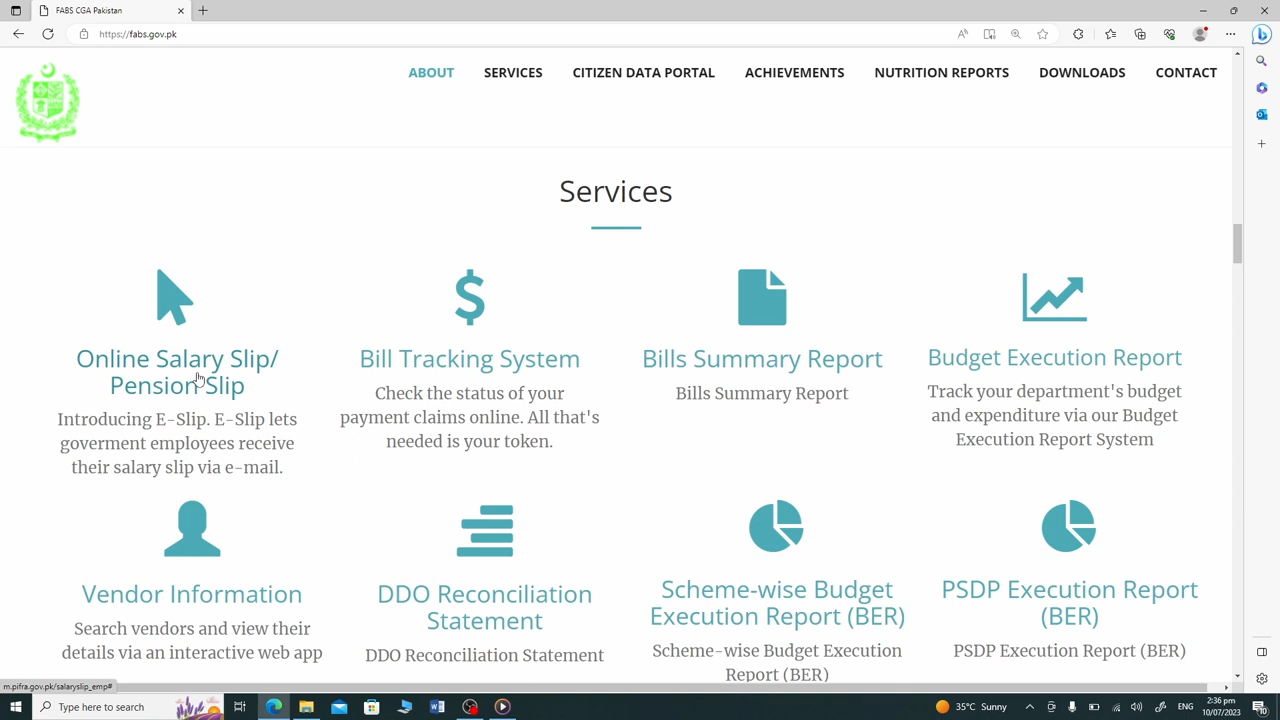 FABS CGA Pakistan
https://fabs.gov.pk
ABOUT SERVICES CITIZEN DATA PORTAL ACHIEVEMENTS NUTRITION REPORTS DOWNLOADS CONTACT
Services
Online Salary Slip/
Pension Slip
Introducing E-Slip. E-Slip lets
goverment employees receive
their salary slip via e-mail.
Bill Tracking System
Check the status of your
payment claims online. All that's
needed is your token.
Bills Summary Report
Bills Summary Report
Budget Execution Report
Track your department's budget
and expenditure via our Budget
Execution Report System
Vendor Information
Search vendors and view their
details via an interactive web app
DDO Reconciliation
Statement
DDO Reconciliation Statement
Scheme-wise Budget
Execution Report (BER)
Scheme-wise Budget Execution
Report (BER)
PSDP Execution Report
(BER)
PSDP Execution Report (BER)
m.pifra.gov.pk/salaryslip_emp#
Type here to search
35°C Sunny
ENG
2:36 pm
10/07/2023